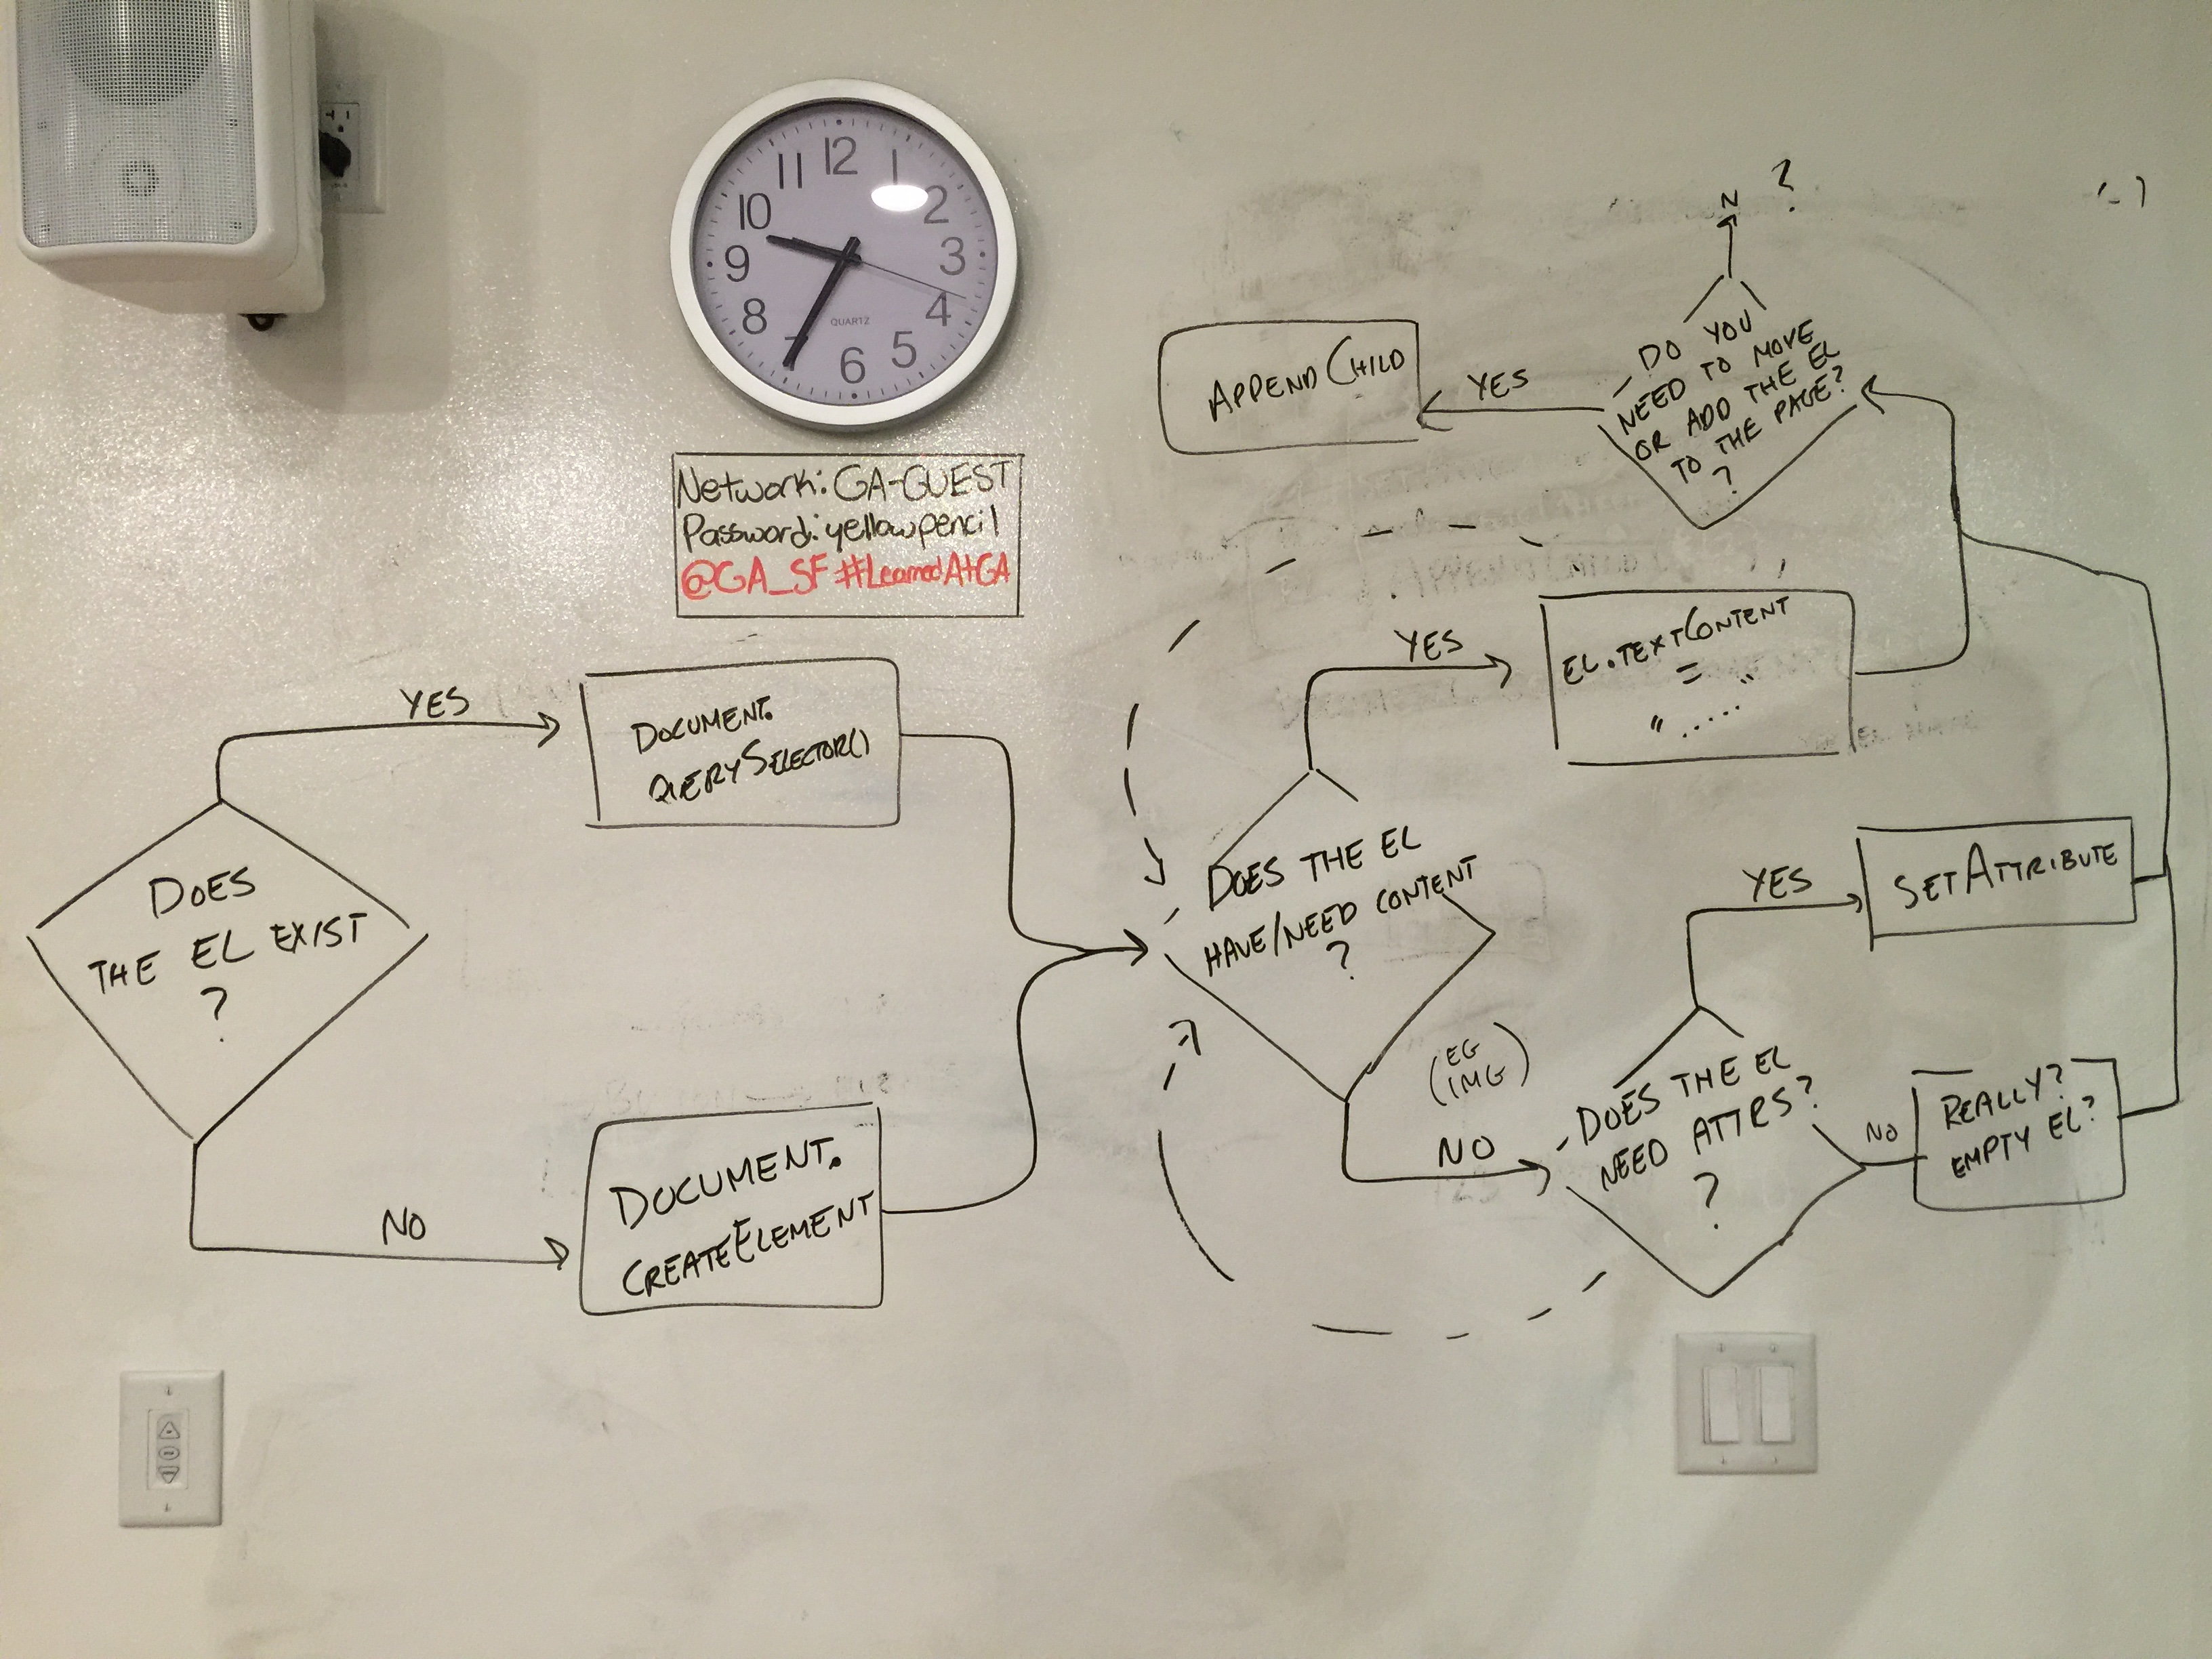 12
1
2
3
4
5
6
7
8
9
10
11
QUARTZ
Network: GA-GUEST
Password: yellowpencil
@GA_SF #LearnedAtGA
DOES
THE EL EXIST
?
YES
DOCUMENT.
QUERYSELECTOR()
NO
DOCUMENT.
CREATEELEMENT
DOES THE EL
HAVE/NEED CONTENT
?
YES
EL.TEXTCONTENT
=
"....."
NO
(EG
IMG)
DOES THE EL
NEED ATTRS?
?
YES
SETATTRIBUTE
NO
REALLY?
EMPTY EL?
DO YOU
NEED TO MOVE
OR ADD THE EL
TO THE PAGE?
?
N ?
YES
APPENDCHILD